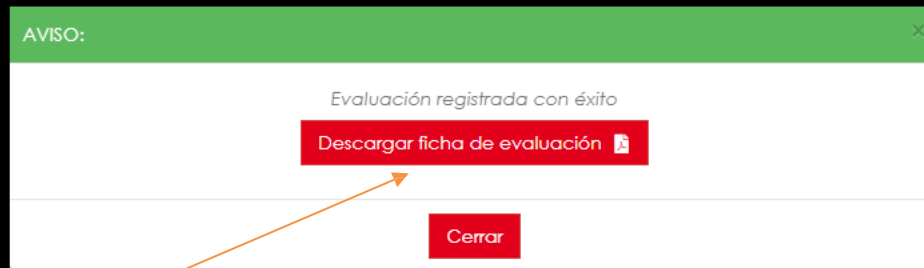 AVISO:
×
Evaluación registrada con éxito
Descargar ficha de evaluación
Cerrar